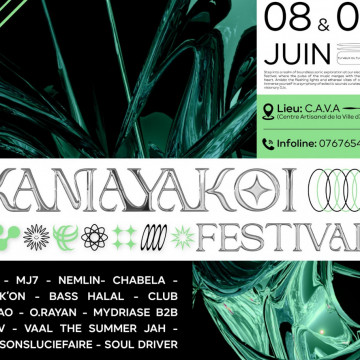 08 & 0
JUIN
Lieu: C.A.V.A
(Centre Artisanal de la Ville d'
Infoline: 0767654
KAMAYAKOI
FESTIVAL
- MJ7 - NEMLIN- CHABELA -
K'ON - BASS HALAL - CLUB
AO - O.RAYAN - MYDRIASE B2B
V - VAAL THE SUMMER JAH -
SONSLUCIEFAIRE - SOUL DRIVER